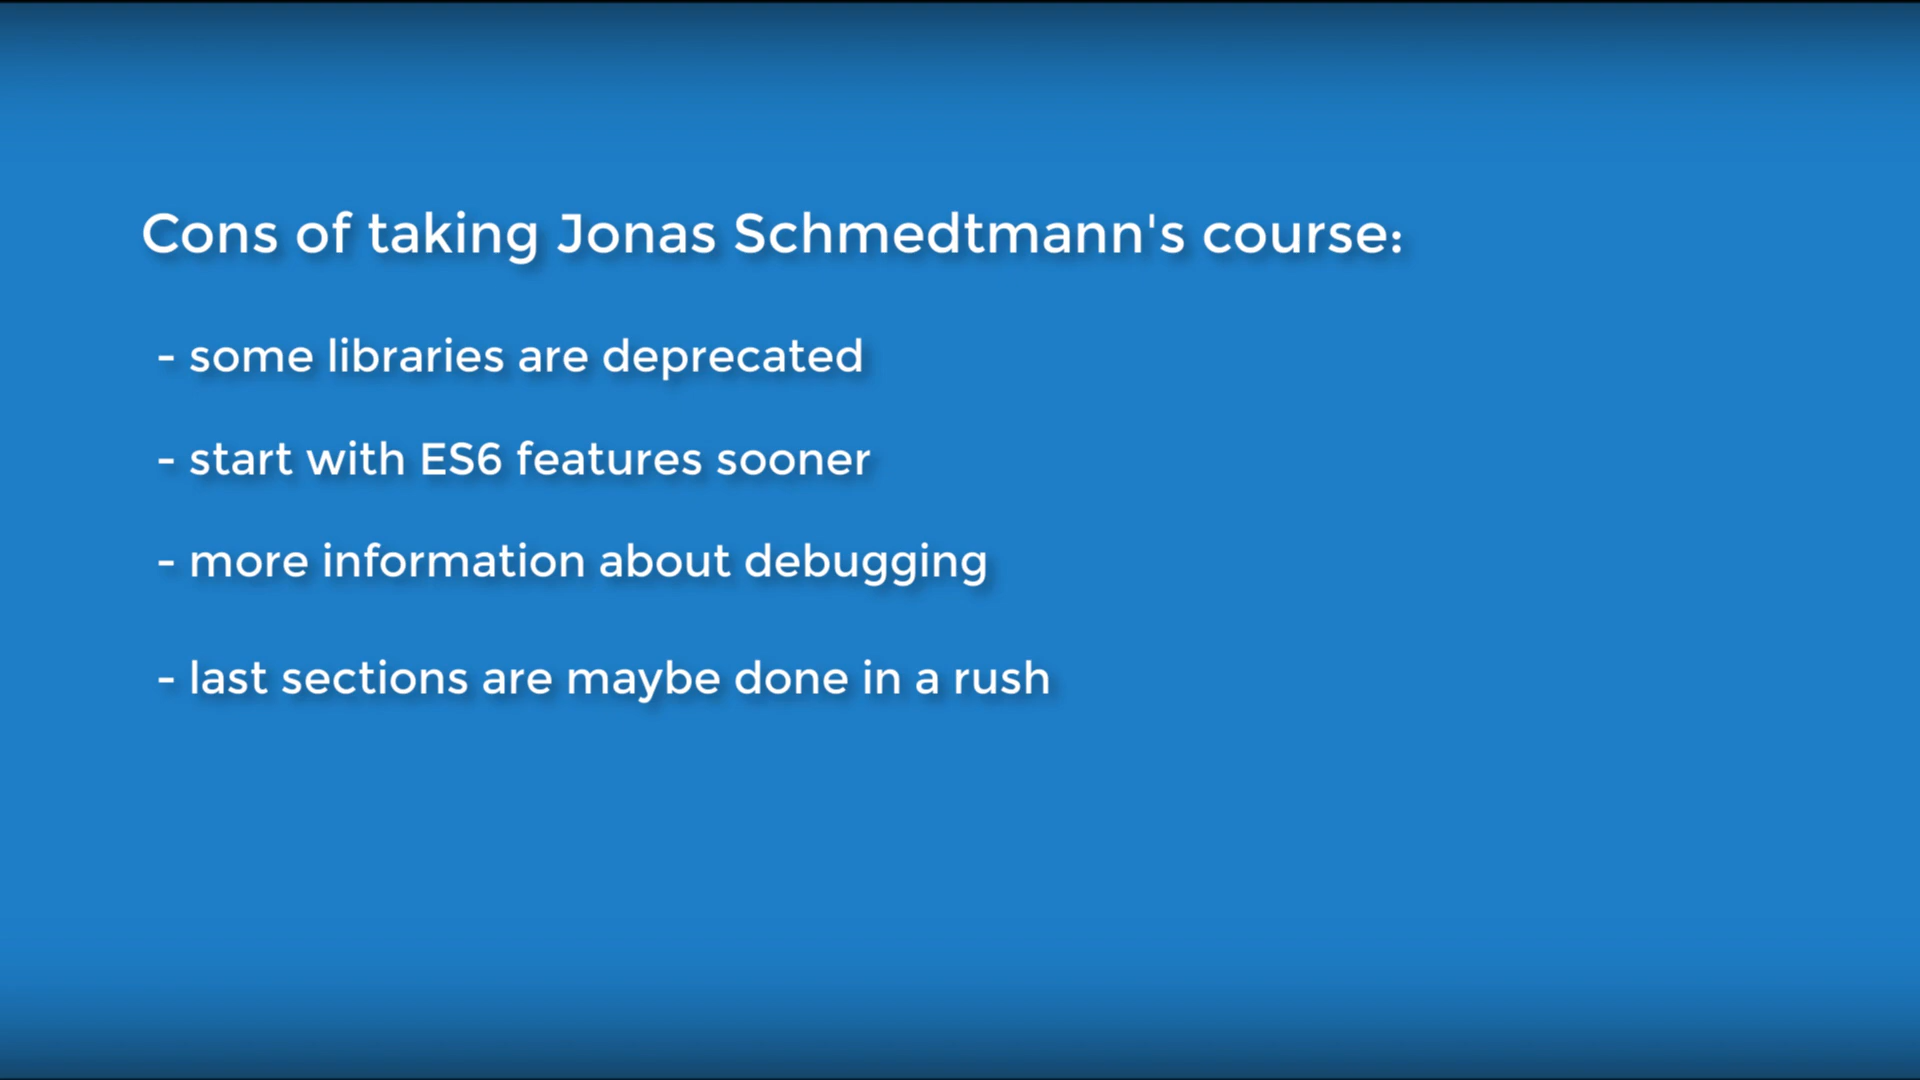 Cons of taking Jonas Schmedtmann's course:
- some libraries are deprecated
- start with ES6 features sooner
- more information about debugging
- last sections are maybe done in a rush